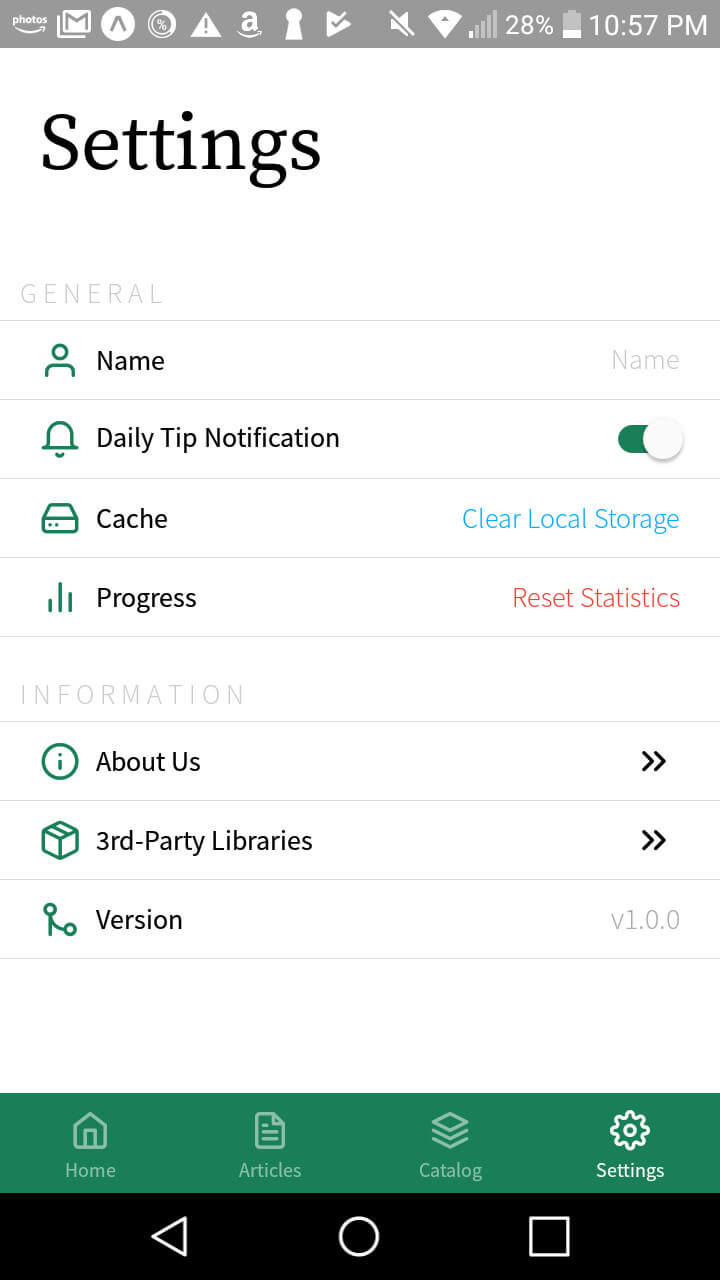 photos
28% 10:57 PM
Settings
GENERAL
Name Name
Daily Tip Notification
Cache Clear Local Storage
Progress Reset Statistics
INFORMATION
About Us
3rd-Party Libraries
Version v1.0.0
Home Articles Catalog Settings